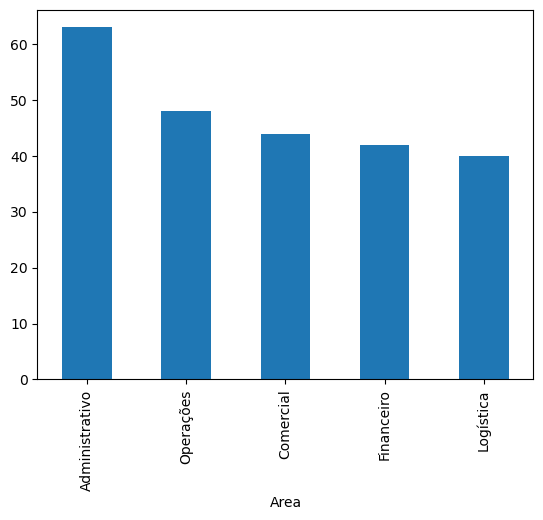 60
50
40
30
20
10
0
Administrativo
Operações
Comercial
Financeiro
Logística
Area